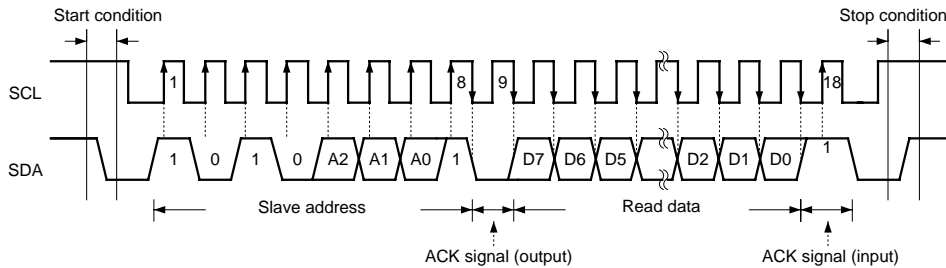 Start condition Stop condition
SCL 1 8 9 18
SDA 1 0 1 0 A2 A1 A0 1 D7 D6 D5 D2 D1 D0 1
Slave address Read data
ACK signal (output) ACK signal (input)